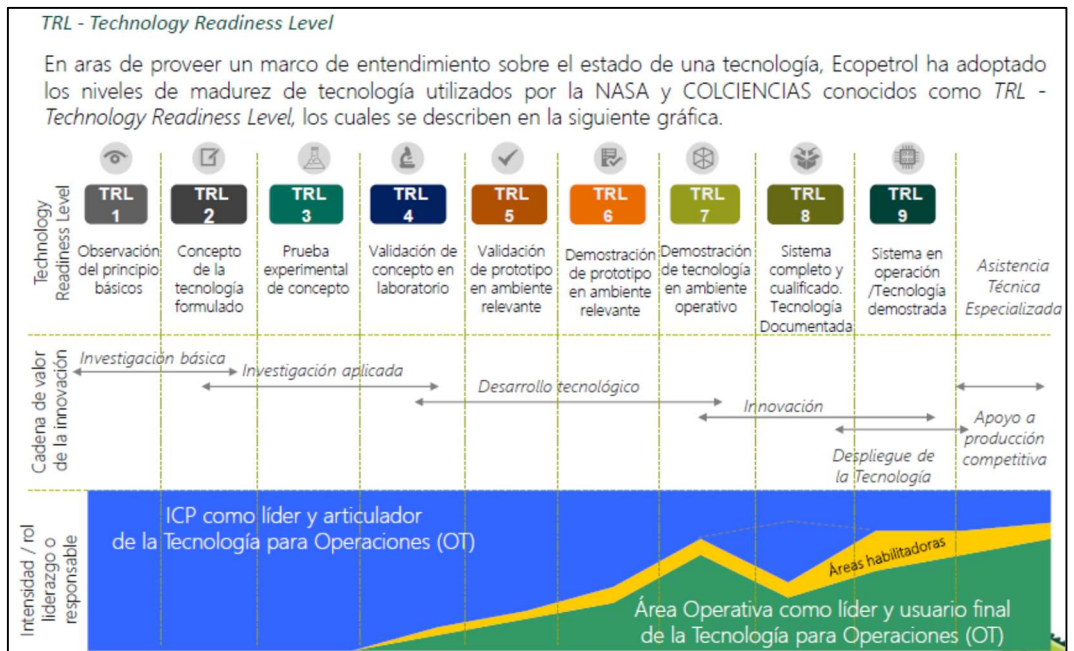 TRL - Technology Readiness Level
En aras de proveer un marco de entendimiento sobre el estado de una tecnología, Ecopetrol ha adoptado
los niveles de madurez de tecnología utilizados por la NASA y COLCIENCIAS conocidos como TRL -
Technology Readiness Level, los cuales se describen en la siguiente gráfica.
Technology
Readiness Level
TRL
1
TRL
2
TRL
3
TRL
4
TRL
5
TRL
6
TRL
7
TRL
8
TRL
9
Observación
del principio
básicos
Concepto
de la
tecnología
formulado
Prueba
experimental
de concepto
Validación de
concepto en
laboratorio
Validación
de prototipo
en ambiente
relevante
Demostración
de prototipo
en ambiente
relevante
Demostración
de tecnología
en ambiente
operativo
Sistema
completo y
cualificado.
Tecnología
Documentada
Sistema en
operación
/Tecnología
demostrada
Asistencia
Técnica
Especializada
Cadena de valor
de la innovación
Investigación básica
Investigación aplicada
Desarrollo tecnológico
Innovación
Despliegue de
la Tecnología
Apoyo a
producción
competitiva
Intensidad / rol
liderazgo o
responsable
ICP como líder y articulador
de la Tecnología para Operaciones (OT)
Áreas habilitadoras
Área Operativa como líder y usuario final
de la Tecnología para Operaciones (OT)